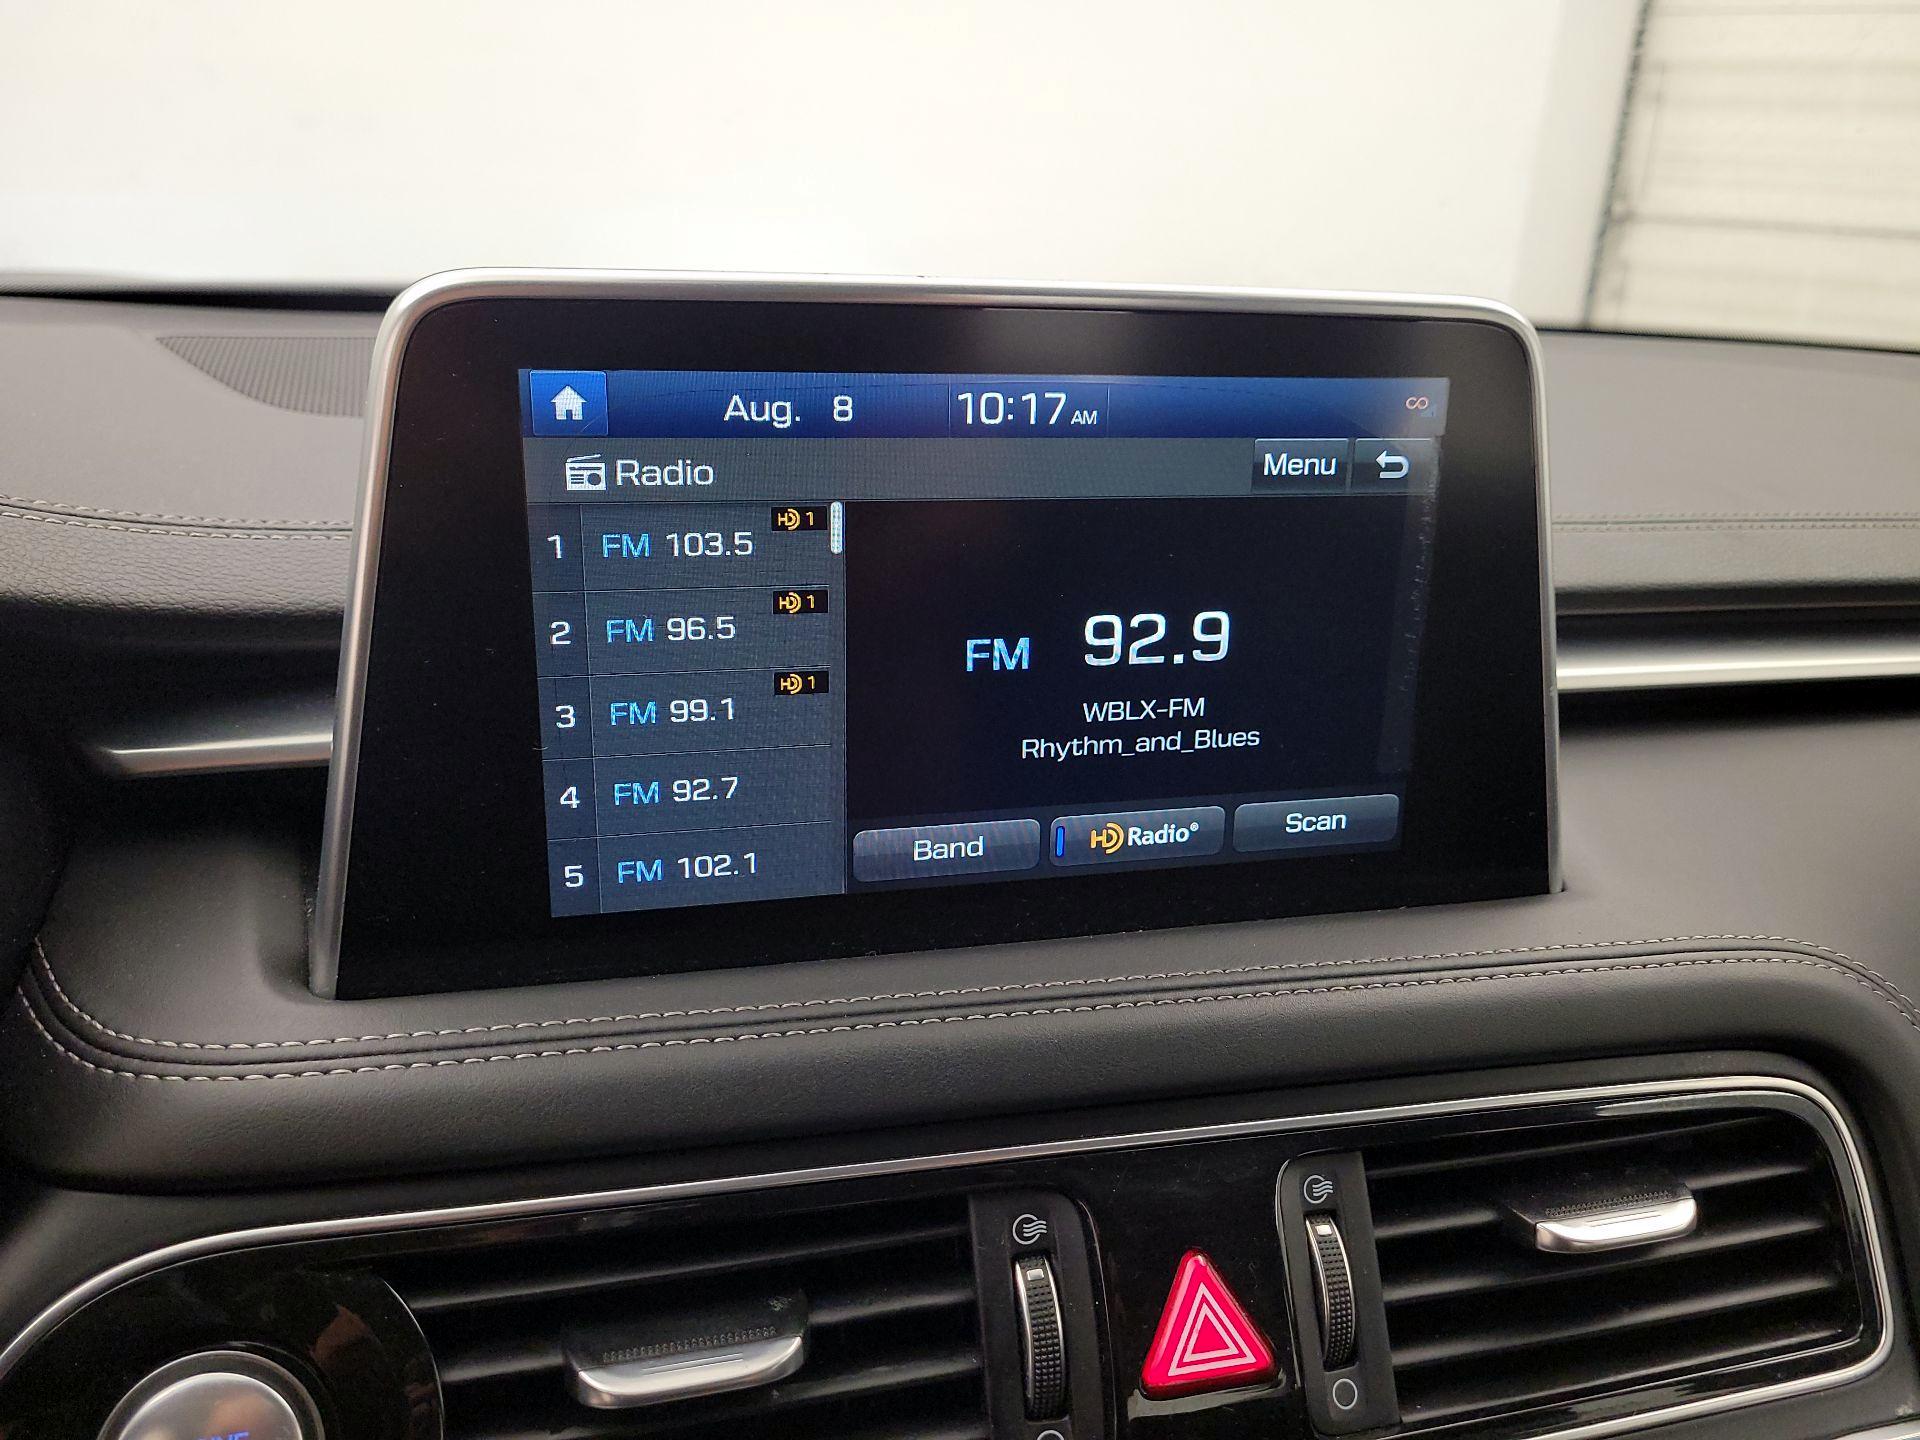 Aug. 8 10:17 AM
Radio
Menu
1 FM 103.5 HD 1
2 FM 96.5 HD 1
3 FM 99.1 HD 1
4 FM 92.7
5 FM 102.1
FM 92.9
WBLX-FM
Rhythm_and_Blues
Band
HD Radio®
Scan